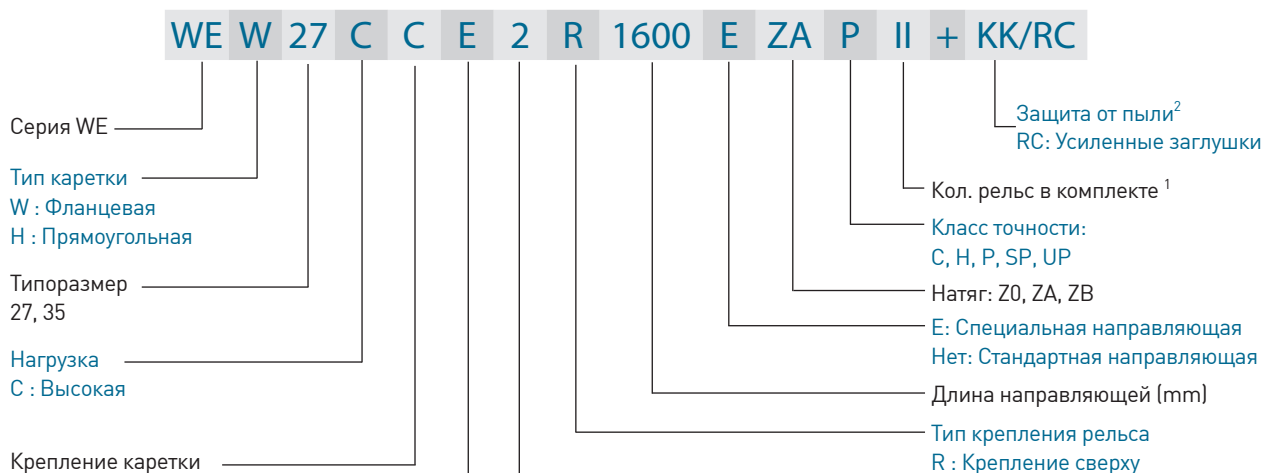 WE W 27 C C E 2 R 1600 E ZA P II + KK/RC
Серия WE
Тип каретки
W : Фланцевая
H : Прямоугольная
Типоразмер
27, 35
Нагрузка
C : Высокая
Крепление каретки
Защита от пыли²
RC: Усиленные заглушки
Кол. рельс в комплекте ¹
Класс точности:
C, H, P, SP, UP
Натяг: Z0, ZA, ZB
E: Специальная направляющая
Нет: Стандартная направляющая
Длина направляющей (mm)
Тип крепления рельса
R : Крепление сверху